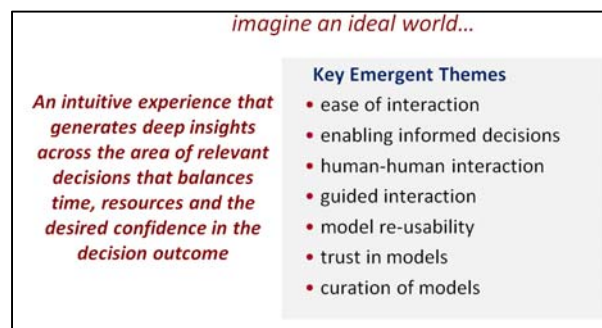 imagine an ideal world...
An intuitive experience that
generates deep insights
across the area of relevant
decisions that balances
time, resources and the
desired confidence in the
decision outcome
Key Emergent Themes
• ease of interaction
• enabling informed decisions
• human-human interaction
• guided interaction
• model re-usability
• trust in models
• curation of models